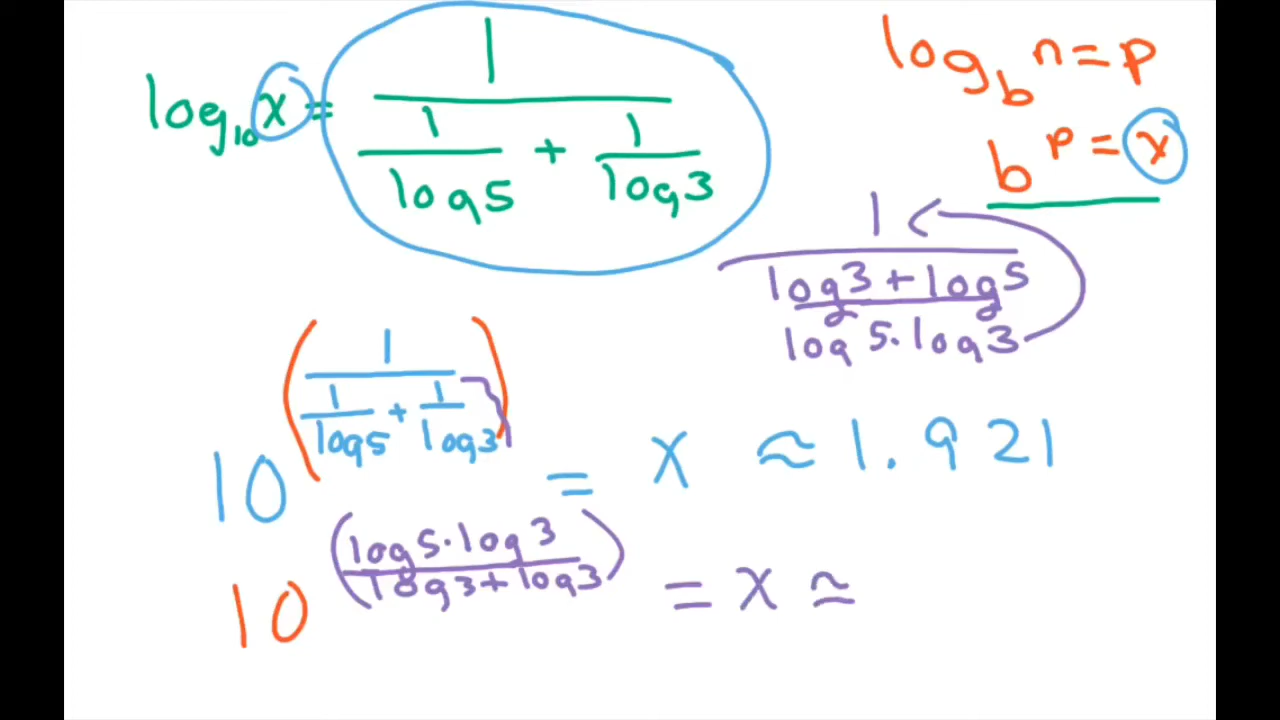 log₁₀ x = 1 / (1/log5 + 1/log3)
log_b n = p
b^p = x
1 / ((log3 + log5) / (log5 · log3))
10^(1 / (1/log5 + 1/log3)) = x ≈ 1.921
10^((log5 · log3) / (log3 + log3)) = x ≈